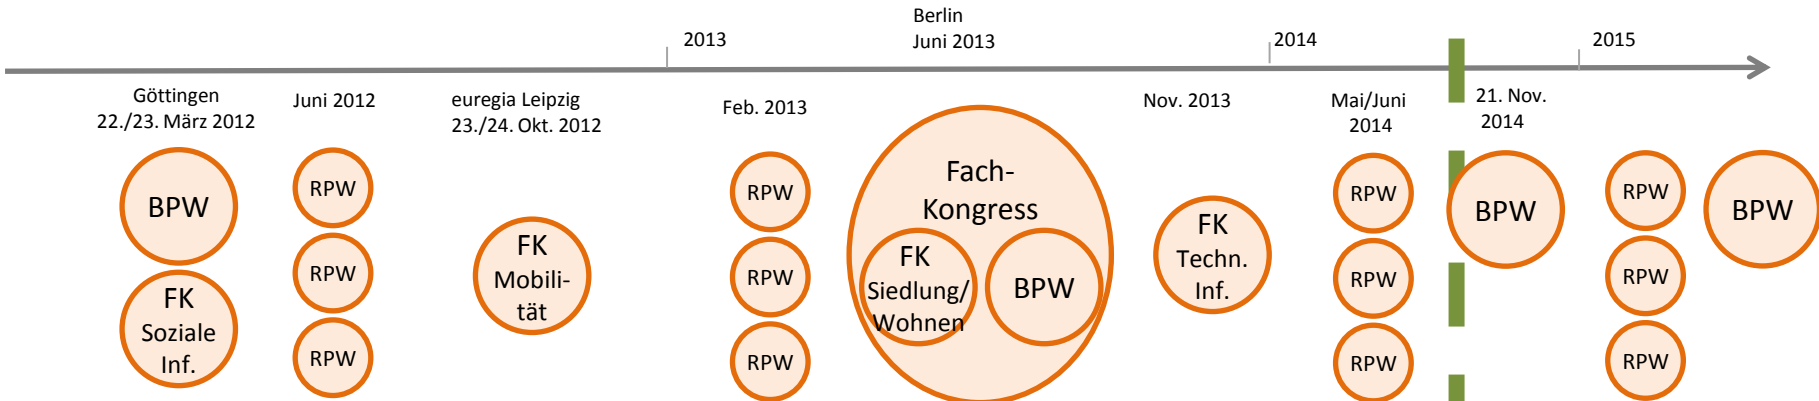 Berlin
Juni 2013
2013
2014
2015
Göttingen
22./23. März 2012
Juni 2012
euregia Leipzig
23./24. Okt. 2012
Feb. 2013
Nov. 2013
Mai/Juni
2014
21. Nov.
2014
BPW
FK
Soziale
Inf.
RPW
RPW
RPW
FK
Mobili-
tät
RPW
RPW
RPW
Fach-
Kongress
FK
Siedlung/
Wohnen
BPW
FK
Techn.
Inf.
RPW
RPW
RPW
BPW
RPW
RPW
RPW
BPW